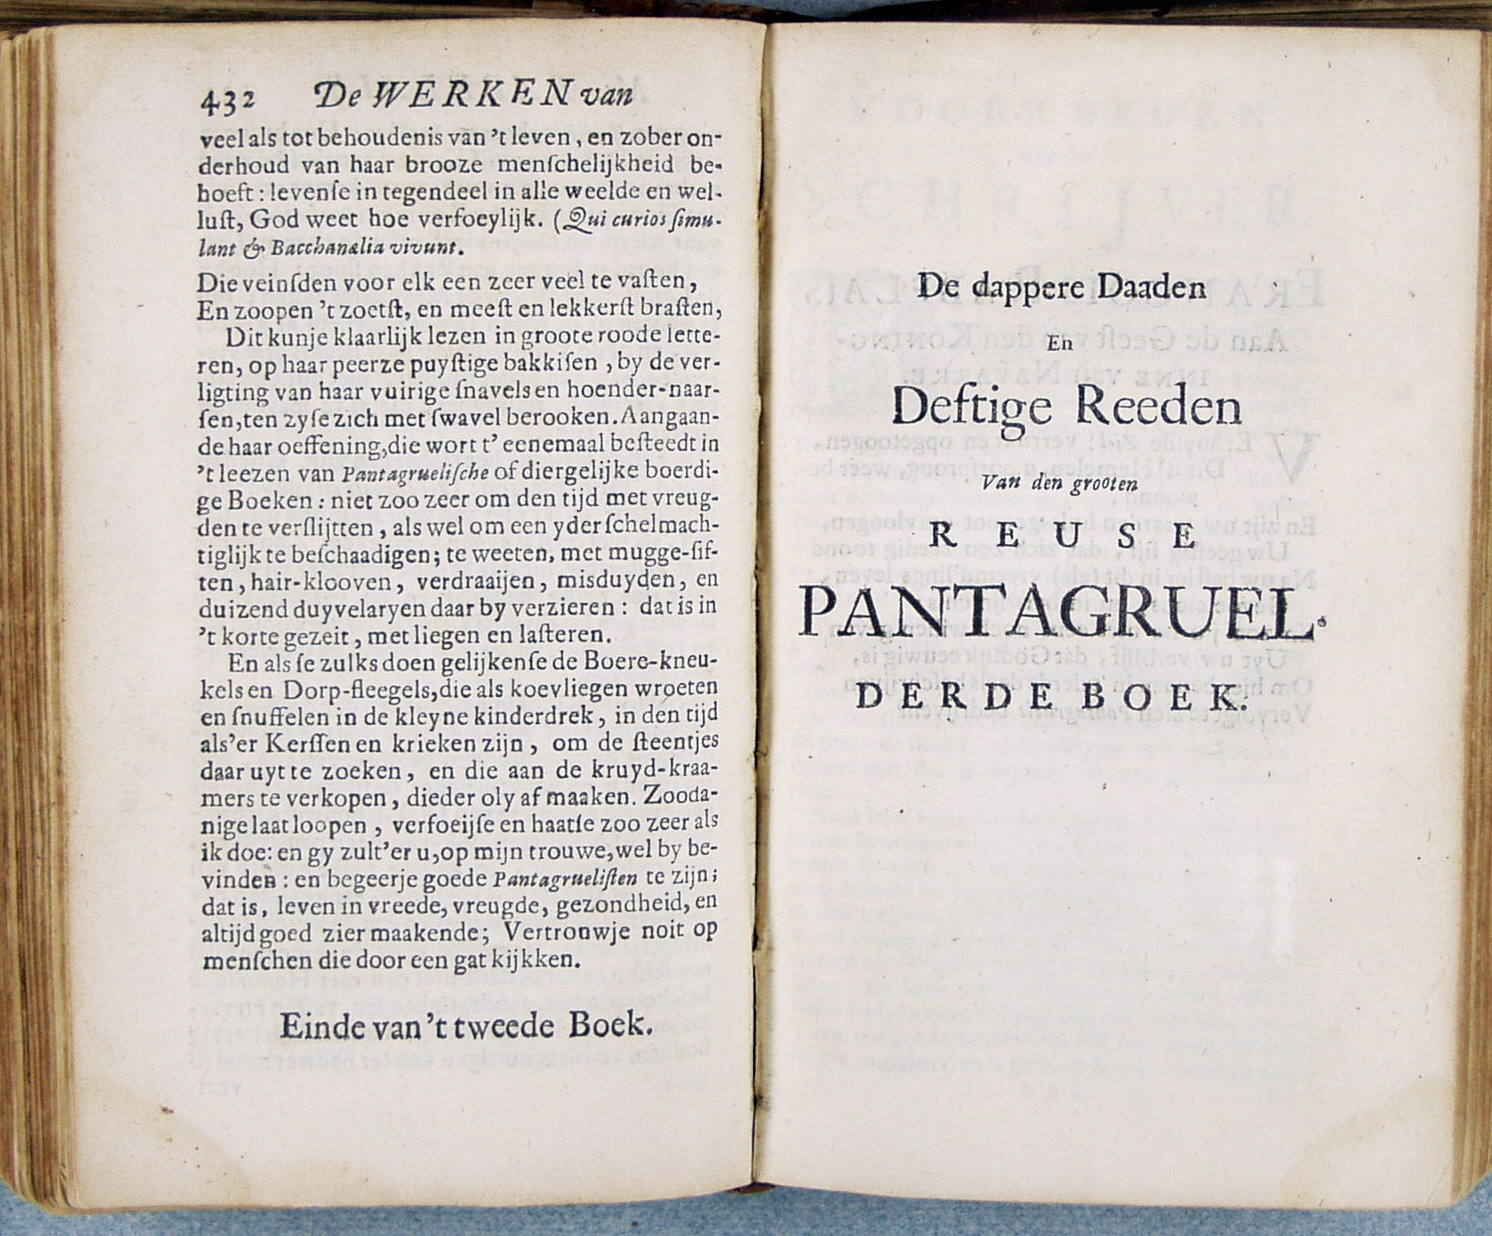 432 De WERKEN van
veel als tot behoudenis van 't leven, en zober on-
derhoud van haar brooze menſchelijkheid be-
hoeft : levenſe in tegendeel in alle weelde en wel-
luſt, God weet hoe verfoeylijk. (Qui curios ſimu-
lant & Bacchanalia vivunt.
Die veinſden voor elk een zeer veel te vaſten,
En zoopen 't zoetſt, en meeſt en lekkerſt braſten,
Dit kunje klaarlijk lezen in groote roode lette-
ren, op haar peerze puyſtige bakkiſen, by de ver-
ligting van haar vuirige ſnavels en hoender-naar-
ſen, ten zy ſe zich met ſwavel berooken. Aangaan-
de haar oeffening, die wort t' eenemaal beſteedt in
't leezen van Pantagrueliſche of diergelijke boerdi-
ge Boeken : niet zoo zeer om den tijd met vreug-
den te verſlijtten, als wel om een yder ſchelmach-
tiglijk te beſchaadigen; te weeten, met mugge-ſif-
ten, hair-klooven, verdraaijen, misduyden, en
duizend duyvelaryen daar by verzieren : dat is in
't korte gezeit, met liegen en laſteren.
En als ſe zulks doen gelijkenſe de Boere-kneu-
kels en Dorp-fleegels, die als koevliegen wroeten
en ſnuffelen in de kleyne kinderdrek, in den tijd
als'er Kerſſen en krieken zijn, om de ſteentjes
daar uyt te zoeken, en die aan de kruyd-kraa-
mers te verkopen, dieder oly af maaken. Zooda-
nige laat loopen, verfoeijſe en haatſe zoo zeer als
ik doe: en gy zult'er u, op mijn trouwe, wel by be-
vinden : en begeerje goede Pantagrueliſten te zijn;
dat is, leven in vreede, vreugde, gezondheid, en
altijd goed zier maakende; Vertrouwje noit op
menſchen die door een gat kijkken.
Einde van 't tweede Boek.
De dappere Daaden
En
Deftige Reeden
Van den grooten
REUSE
PANTAGRUEL.
DERDE BOEK.